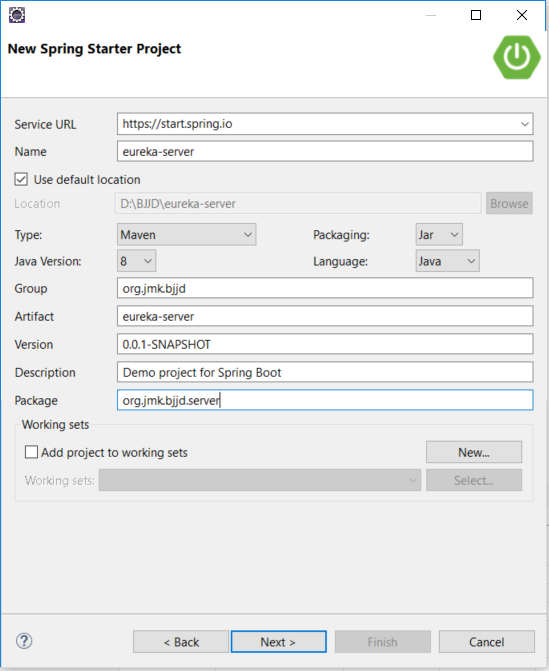 New Spring Starter Project
Service URL https://start.spring.io
Name eureka-server
Use default location
Location D:\BJJD\eureka-server Browse
Type: Maven Packaging: Jar
Java Version: 8 Language: Java
Group org.jmk.bjjd
Artifact eureka-server
Version 0.0.1-SNAPSHOT
Description Demo project for Spring Boot
Package org.jmk.bjjd.server
Working sets
Add project to working sets New...
Working sets: Select...
? < Back Next > Finish Cancel